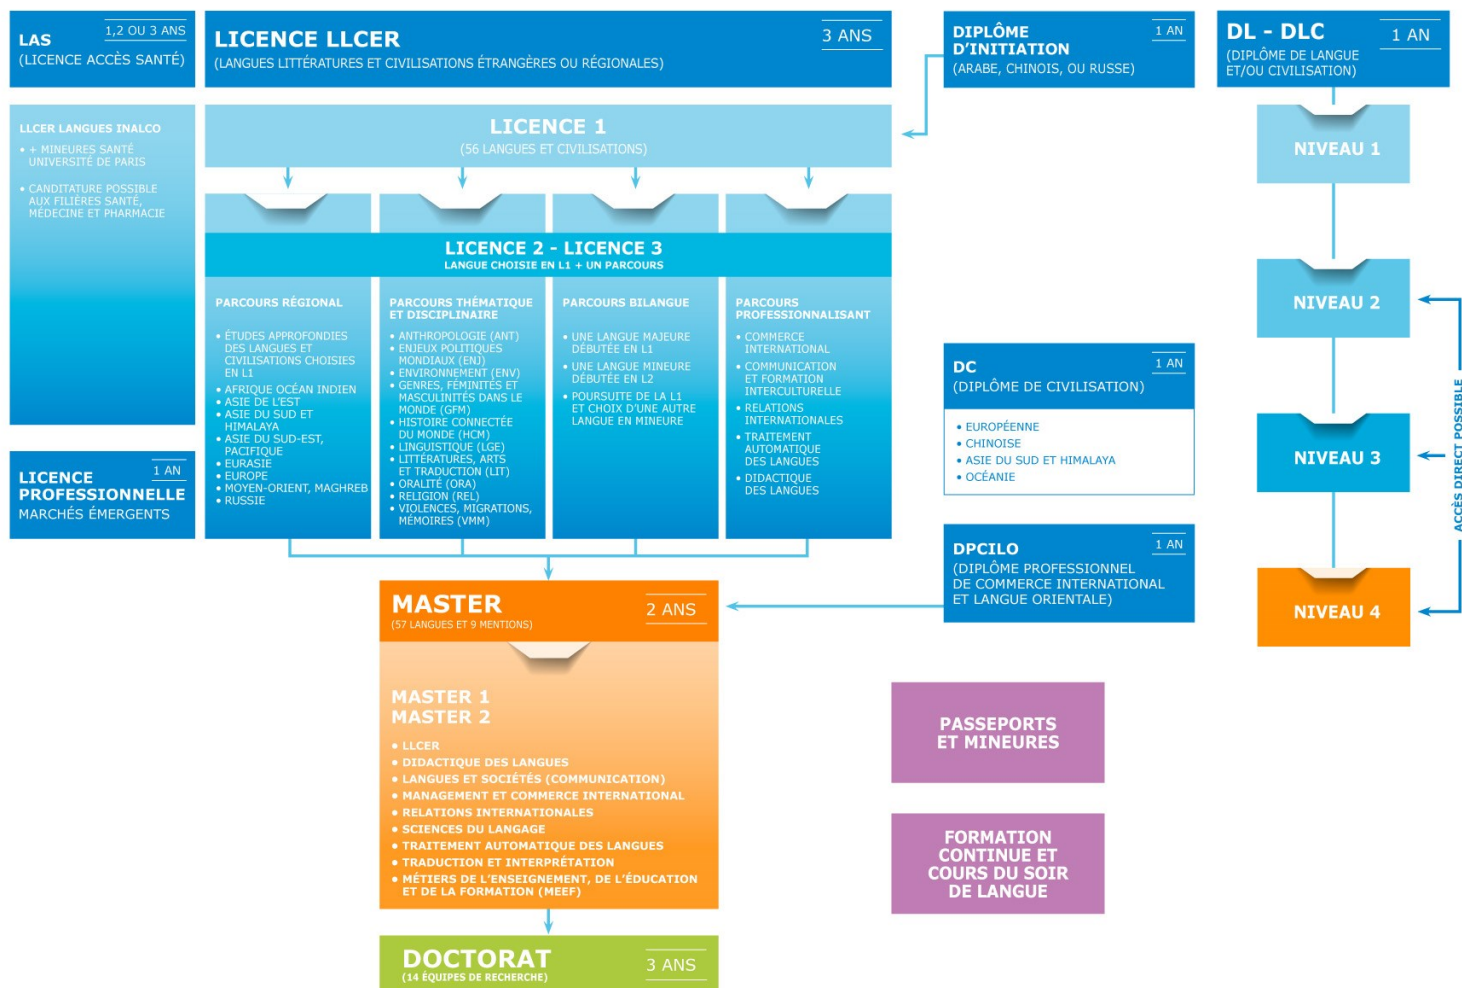 LAS
1,2 OU 3 ANS
(LICENCE ACCÈS SANTÉ)
LLCER LANGUES INALCO
• + MINEURES SANTÉ
UNIVERSITÉ DE PARIS
• CANDITATURE POSSIBLE
AUX FILIÈRES SANTÉ,
MÉDECINE ET PHARMACIE
LICENCE
PROFESSIONNELLE
1 AN
MARCHÉS ÉMERGENTS
LICENCE LLCER
3 ANS
(LANGUES LITTÉRATURES ET CIVILISATIONS ÉTRANGÈRES OU RÉGIONALES)
LICENCE 1
(56 LANGUES ET CIVILISATIONS)
LICENCE 2 - LICENCE 3
LANGUE CHOISIE EN L1 + UN PARCOURS
PARCOURS RÉGIONAL
• ÉTUDES APPROFONDIES
DES LANGUES ET
CIVILISATIONS CHOISIES
EN L1
• AFRIQUE OCÉAN INDIEN
• ASIE DE L'EST
• ASIE DU SUD ET
HIMALAYA
• ASIE DU SUD-EST,
PACIFIQUE
• EURASIE
• EUROPE
• MOYEN-ORIENT, MAGHREB
• RUSSIE
PARCOURS THÉMATIQUE
ET DISCIPLINAIRE
• ANTHROPOLOGIE (ANT)
• ENJEUX POLITIQUES
MONDIAUX (ENJ)
• ENVIRONNEMENT (ENV)
• GENRES, FÉMINITÉS ET
MASCULINITÉS DANS LE
MONDE (GFM)
• HISTOIRE CONNECTÉE
DU MONDE (HCM)
• LINGUISTIQUE (LGE)
• LITTÉRATURES, ARTS
ET TRADUCTION (LIT)
• ORALITÉ (ORA)
• RELIGION (REL)
• VIOLENCES, MIGRATIONS,
MÉMOIRES (VMM)
PARCOURS BILANGUE
• UNE LANGUE MAJEURE
DÉBUTÉE EN L1
• UNE LANGUE MINEURE
DÉBUTÉE EN L2
• POURSUITE DE LA L1
ET CHOIX D'UNE AUTRE
LANGUE EN MINEURE
PARCOURS
PROFESSIONNALISANT
• COMMERCE
INTERNATIONAL
• COMMUNICATION
ET FORMATION
INTERCULTURELLE
• RELATIONS
INTERNATIONALES
• TRAITEMENT
AUTOMATIQUE
DES LANGUES
• DIDACTIQUE
DES LANGUES
MASTER
2 ANS
(57 LANGUES ET 9 MENTIONS)
MASTER 1
MASTER 2
• LLCER
• DIDACTIQUE DES LANGUES
• LANGUES ET SOCIÉTÉS (COMMUNICATION)
• MANAGEMENT ET COMMERCE INTERNATIONAL
• RELATIONS INTERNATIONALES
• SCIENCES DU LANGAGE
• TRAITEMENT AUTOMATIQUE DES LANGUES
• TRADUCTION ET INTERPRÉTATION
• MÉTIERS DE L'ENSEIGNEMENT, DE L'ÉDUCATION
ET DE LA FORMATION (MEEF)
DOCTORAT
3 ANS
(14 ÉQUIPES DE RECHERCHE)
DIPLÔME
D'INITIATION
1 AN
(ARABE, CHINOIS, OU RUSSE)
DC
1 AN
(DIPLÔME DE CIVILISATION)
• EUROPÉENNE
• CHINOISE
• ASIE DU SUD ET HIMALAYA
• OCÉANIE
DPCILO
1 AN
(DIPLÔME PROFESSIONNEL
DE COMMERCE INTERNATIONAL
ET LANGUE ORIENTALE)
PASSEPORTS
ET MINEURES
FORMATION
CONTINUE ET
COURS DU SOIR
DE LANGUE
DL - DLC
1 AN
(DIPLÔME DE LANGUE
ET/OU CIVILISATION)
NIVEAU 1
NIVEAU 2
NIVEAU 3
NIVEAU 4
ACCÈS DIRECT POSSIBLE